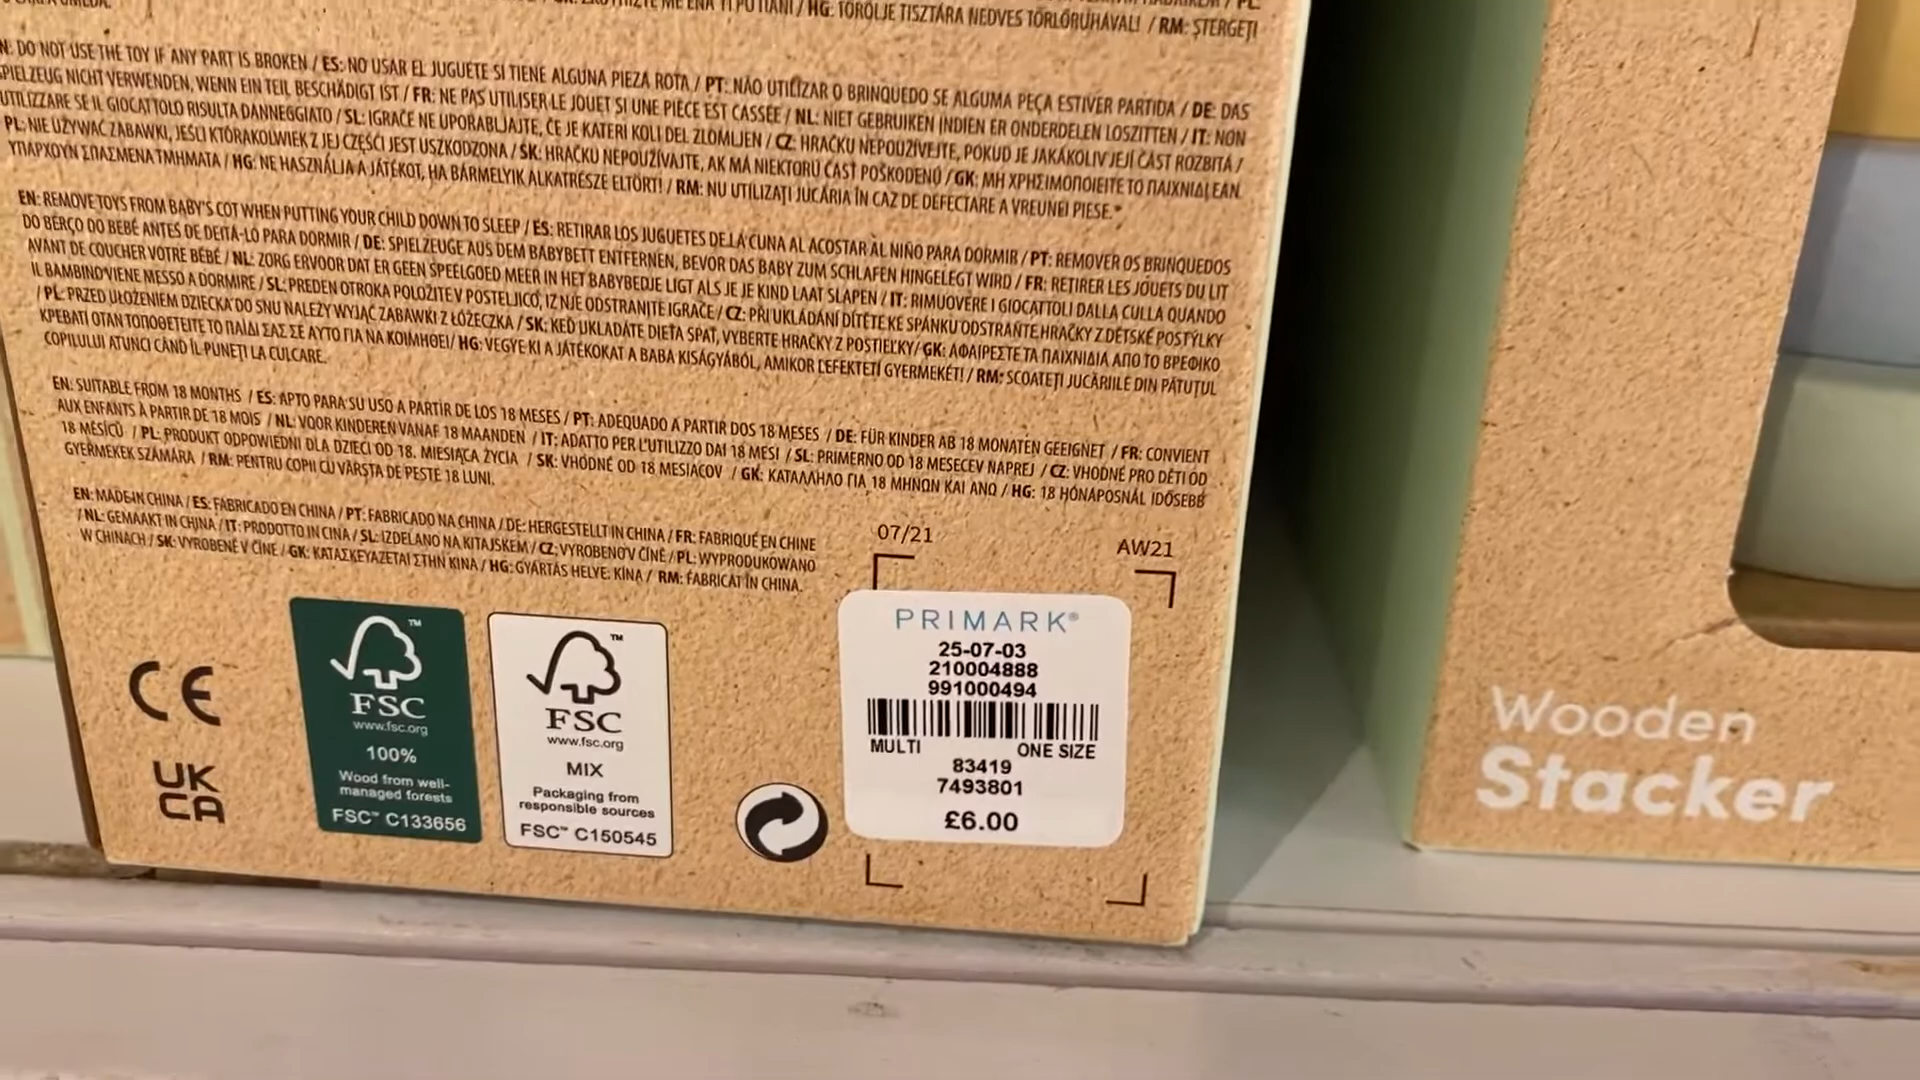 HG: TÖRÖLJE TISZTÁRA NEDVES TÖRLŐRUHÁVAL! / RM: ȘTERGEȚI
N: DO NOT USE THE TOY IF ANY PART IS BROKEN / ES: NO USAR EL JUGUETE SI TIENE ALGUNA PIEZA ROTA / PT: NÃO UTILIZAR O BRINQUEDO SE ALGUMA PEÇA ESTIVER PARTIDA / DE: DAS
SPIELZEUG NICHT VERWENDEN, WENN EIN TEIL BESCHÄDIGT IST / FR: NE PAS UTILISER LE JOUET SI UNE PIÈCE EST CASSÉE / NL: NIET GEBRUIKEN INDIEN ER ONDERDELEN LOSZITTEN / IT: NON
UTILIZZARE SE IL GIOCATTOLO RISULTA DANNEGGIATO / SL: IGRAČE NE UPORABLJAJTE, ČE JE KATERI KOLI DEL ZLOMLJEN / CZ: HRAČKU NEPOUŽÍVEJTE, POKUD JE JAKÁKOLIV JEJÍ ČÁST ROZBITÁ /
PL: NIE UŻYWAĆ ZABAWKI, JEŚLI KTÓRAKOLWIEK Z JEJ CZĘŚCI JEST USZKODZONA / SK: HRAČKU NEPOUŽÍVAJTE, AK MÁ NIEKTORÚ ČASŤ POŠKODENÚ / GK: ΜΗ ΧΡΗΣΙΜΟΠΟΙΕΙΤΕ ΤΟ ΠΑΙΧΝΙΔΙ ΕΑΝ
ΥΠΑΡΧΟΥΝ ΣΠΑΣΜΕΝΑ ΤΜΗΜΑΤΑ / HG: NE HASZNÁLJA A JÁTÉKOT, HA BÁRMELYIK ALKATRÉSZE ELTÖRT! / RM: NU UTILIZAȚI JUCĂRIA ÎN CAZ DE DEFECTARE A VREUNEI PIESE.*
EN: REMOVE TOYS FROM BABY'S COT WHEN PUTTING YOUR CHILD DOWN TO SLEEP / ES: RETIRAR LOS JUGUETES DE LA CUNA AL ACOSTAR AL NIÑO PARA DORMIR / PT: REMOVER OS BRINQUEDOS
DO BERÇO DO BEBÉ ANTES DE DEITÁ-LO PARA DORMIR / DE: SPIELZEUGE AUS DEM BABYBETT ENTFERNEN, BEVOR DAS BABY ZUM SCHLAFEN HINGELEGT WIRD / FR: RETIRER LES JOUETS DU LIT
AVANT DE COUCHER VOTRE BÉBÉ / NL: ZORG ERVOOR DAT ER GEEN SPEELGOED MEER IN HET BABYBEDJE LIGT ALS JE JE KIND LAAT SLAPEN / IT: RIMUOVERE I GIOCATTOLI DALLA CULLA QUANDO
IL BAMBINO VIENE MESSO A DORMIRE / SL: PREDEN OTROKA POLOŽITE V POSTELJICO, IZ NJE ODSTRANITE IGRAČE / CZ: PŘI UKLÁDÁNÍ DÍTĚTE KE SPÁNKU ODSTRAŇTE HRAČKY Z DĚTSKÉ POSTÝLKY
/ PL: PRZED UŁOŻENIEM DZIECKA DO SNU NALEŻY WYJĄĆ ZABAWKI Z ŁÓŻECZKA / SK: KEĎ UKLADÁTE DIEŤA SPAŤ, VYBERTE HRAČKY Z POSTIEĽKY / GK: ΑΦΑΙΡΕΣΤΕ ΤΑ ΠΑΙΧΝΙΔΙΑ ΑΠΟ ΤΟ ΒΡΕΦΙΚΟ
ΚΡΕΒΑΤΙ ΟΤΑΝ ΤΟΠΟΘΕΤΕΙΤΕ ΤΟ ΠΑΙΔΙ ΣΑΣ ΣΕ ΑΥΤΟ ΓΙΑ ΝΑ ΚΟΙΜΗΘΕΙ / HG: VEGYE KI A JÁTÉKOKAT A BABA KISÁGYÁBÓL, AMIKOR LEFEKTETI GYERMEKÉT! / RM: SCOATEȚI JUCĂRIILE DIN PĂTUȚUL
COPILULUI ATUNCI CÂND ÎL PUNEȚI LA CULCARE.
EN: SUITABLE FROM 18 MONTHS / ES: APTO PARA SU USO A PARTIR DE LOS 18 MESES / PT: ADEQUADO A PARTIR DOS 18 MESES / DE: FÜR KINDER AB 18 MONATEN GEEIGNET / FR: CONVIENT
AUX ENFANTS À PARTIR DE 18 MOIS / NL: VOOR KINDEREN VANAF 18 MAANDEN / IT: ADATTO PER L'UTILIZZO DAI 18 MESI / SL: PRIMERNO OD 18 MESECEV NAPREJ / CZ: VHODNÉ PRO DĚTI OD
18 MĚSÍCŮ / PL: PRODUKT ODPOWIEDNI DLA DZIECI OD 18. MIESIĄCA ŻYCIA / SK: VHODNÉ OD 18 MESIACOV / GK: ΚΑΤΑΛΛΗΛΟ ΓΙΑ 18 ΜΗΝΩΝ ΚΑΙ ΑΝΩ / HG: 18 HÓNAPOSNÁL IDŐSEBB
GYERMEKEK SZÁMÁRA / RM: PENTRU COPII CU VÂRSTA DE PESTE 18 LUNI.
EN: MADE IN CHINA / ES: FABRICADO EN CHINA / PT: FABRICADO NA CHINA / DE: HERGESTELLT IN CHINA / FR: FABRIQUÉ EN CHINE
/ NL: GEMAAKT IN CHINA / IT: PRODOTTO IN CINA / SL: IZDELANO NA KITAJSKEM / CZ: VYROBENO V ČÍNĚ / PL: WYPRODUKOWANO
W CHINACH / SK: VYROBENÉ V ČÍNE / GK: ΚΑΤΑΣΚΕΥΑΖΕΤΑΙ ΣΤΗΝ ΚΙΝΑ / HG: GYÁRTÁS HELYE: KÍNA / RM: FABRICAT ÎN CHINA.
07/21
AW21
CE
UK
CA
FSC™
www.fsc.org
100%
Wood from well-
managed forests
FSC™ C133656
FSC™
www.fsc.org
MIX
Packaging from
responsible sources
FSC™ C150545
PRIMARK®
25-07-03
210004888
991000494
MULTI ONE SIZE
83419
7493801
£6.00
Wooden
Stacker